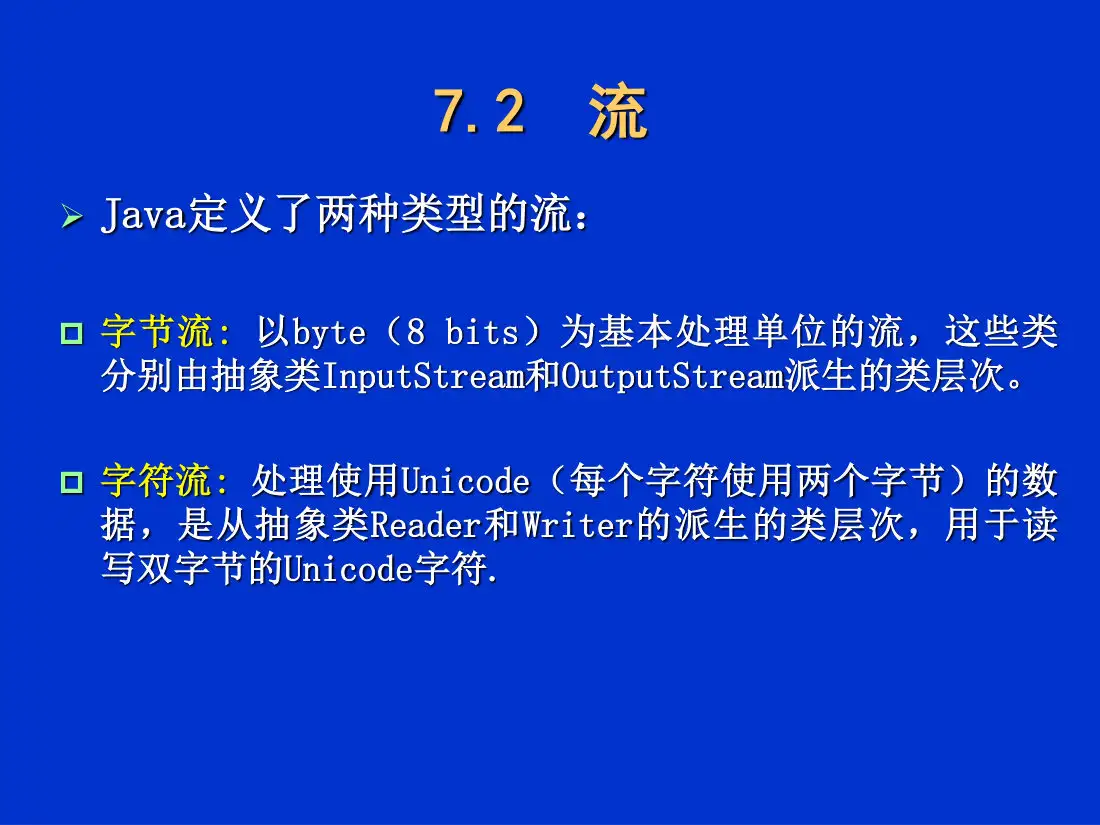 7.2 流
Java定义了两种类型的流：
字节流: 以byte（8 bits）为基本处理单位的流，这些类
分别由抽象类InputStream和OutputStream派生的类层次。
字符流: 处理使用Unicode（每个字符使用两个字节）的数
据，是从抽象类Reader和Writer的派生的类层次，用于读
写双字节的Unicode字符.